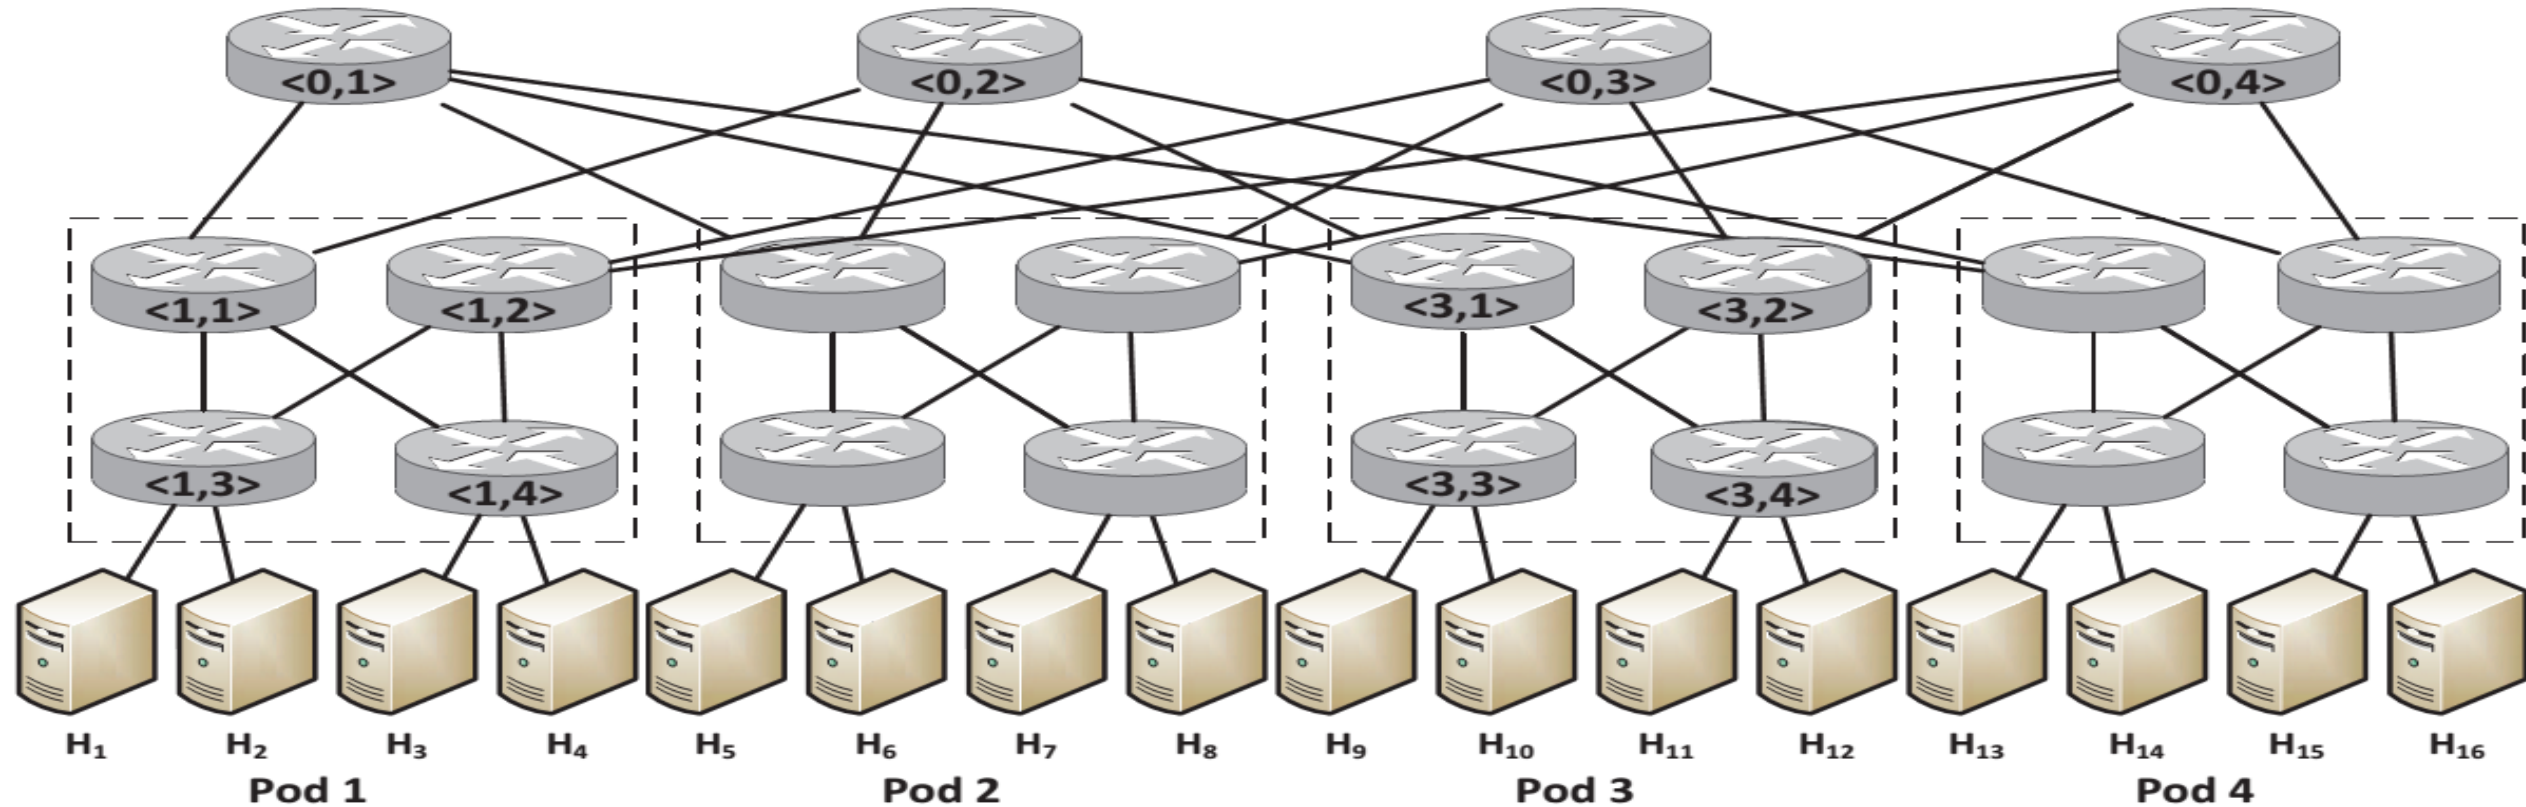 <0,1> <0,2> <0,3> <0,4>
<1,1> <1,2> <3,1> <3,2>
<1,3> <1,4> <3,3> <3,4>
H1 H2 H3 H4 H5 H6 H7 H8 H9 H10 H11 H12 H13 H14 H15 H16
Pod 1 Pod 2 Pod 3 Pod 4